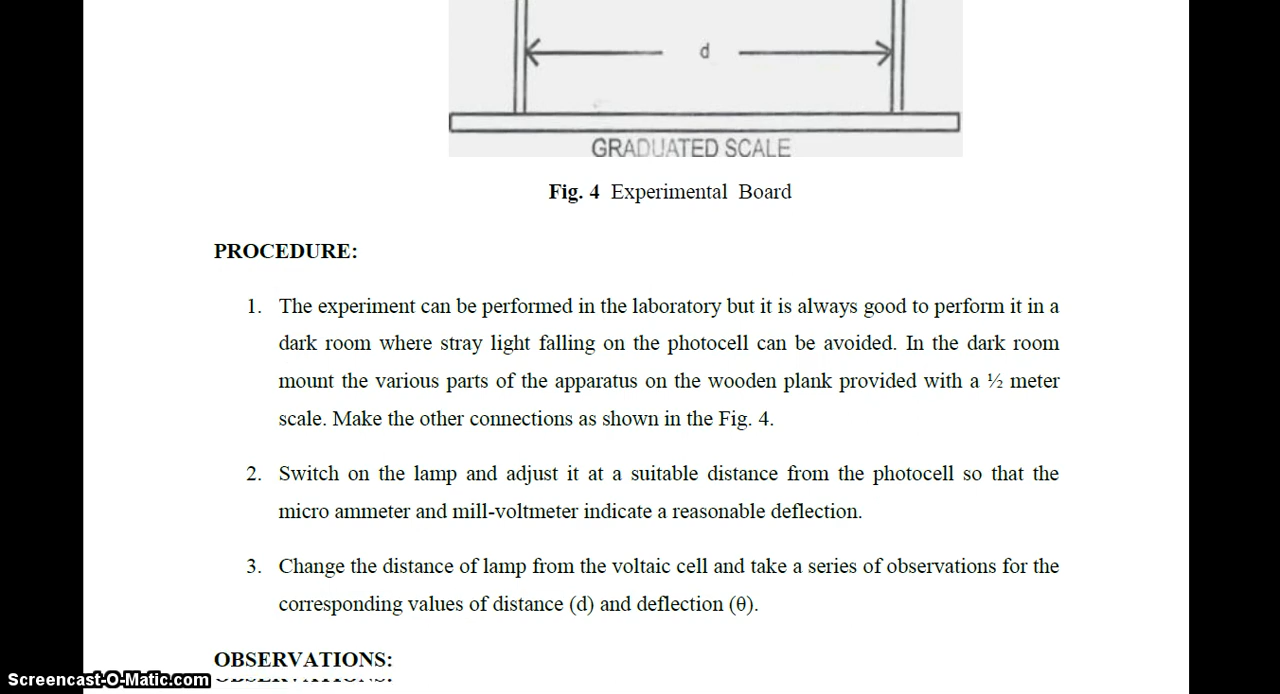 d
GRADUATED SCALE
Fig. 4 Experimental Board
PROCEDURE:
1. The experiment can be performed in the laboratory but it is always good to perform it in a
dark room where stray light falling on the photocell can be avoided. In the dark room
mount the various parts of the apparatus on the wooden plank provided with a ½ meter
scale. Make the other connections as shown in the Fig. 4.
2. Switch on the lamp and adjust it at a suitable distance from the photocell so that the
micro ammeter and mill-voltmeter indicate a reasonable deflection.
3. Change the distance of lamp from the voltaic cell and take a series of observations for the
corresponding values of distance (d) and deflection (θ).
OBSERVATIONS:
Screencast-O-Matic.com